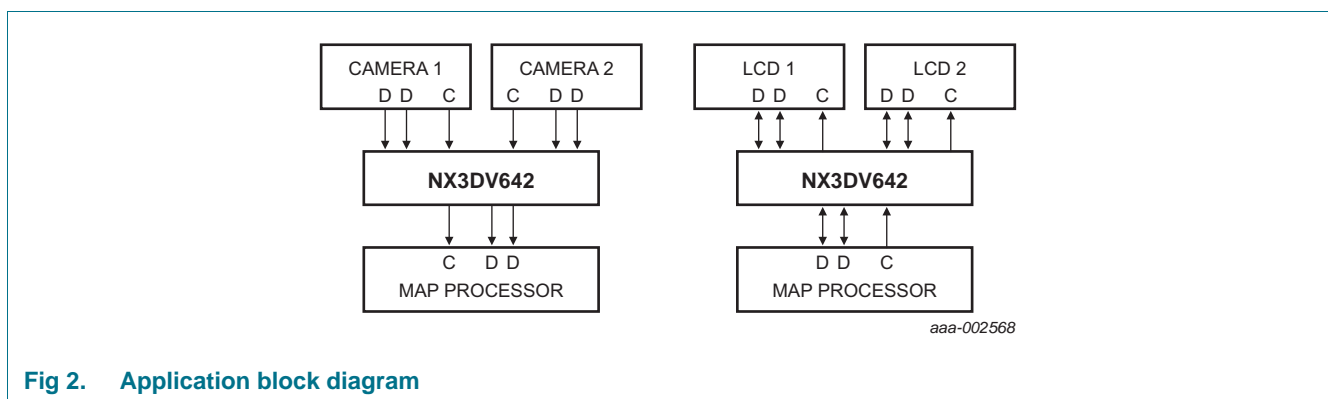 CAMERA 1 CAMERA 2 LCD 1 LCD 2
D D C C D D D D C D D C
NX3DV642 NX3DV642
C D D D D C
MAP PROCESSOR MAP PROCESSOR
aaa-002568
Fig 2. Application block diagram